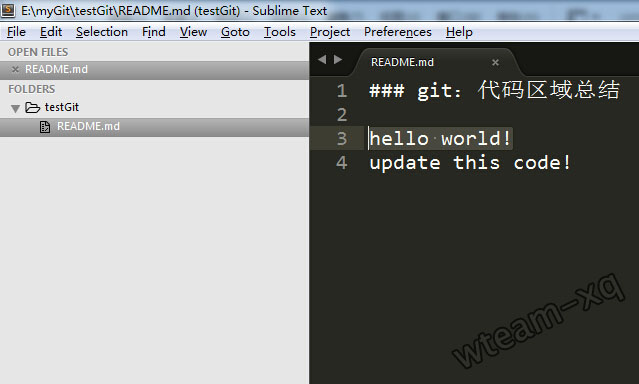 E:\myGit\testGit\README.md (testGit) - Sublime Text
File Edit Selection Find View Goto Tools Project Preferences Help
OPEN FILES
× README.md
FOLDERS
testGit
README.md
README.md ×
1 ### git：代码区域总结
2
3 hello world!
4 update this code!
wteam-xq